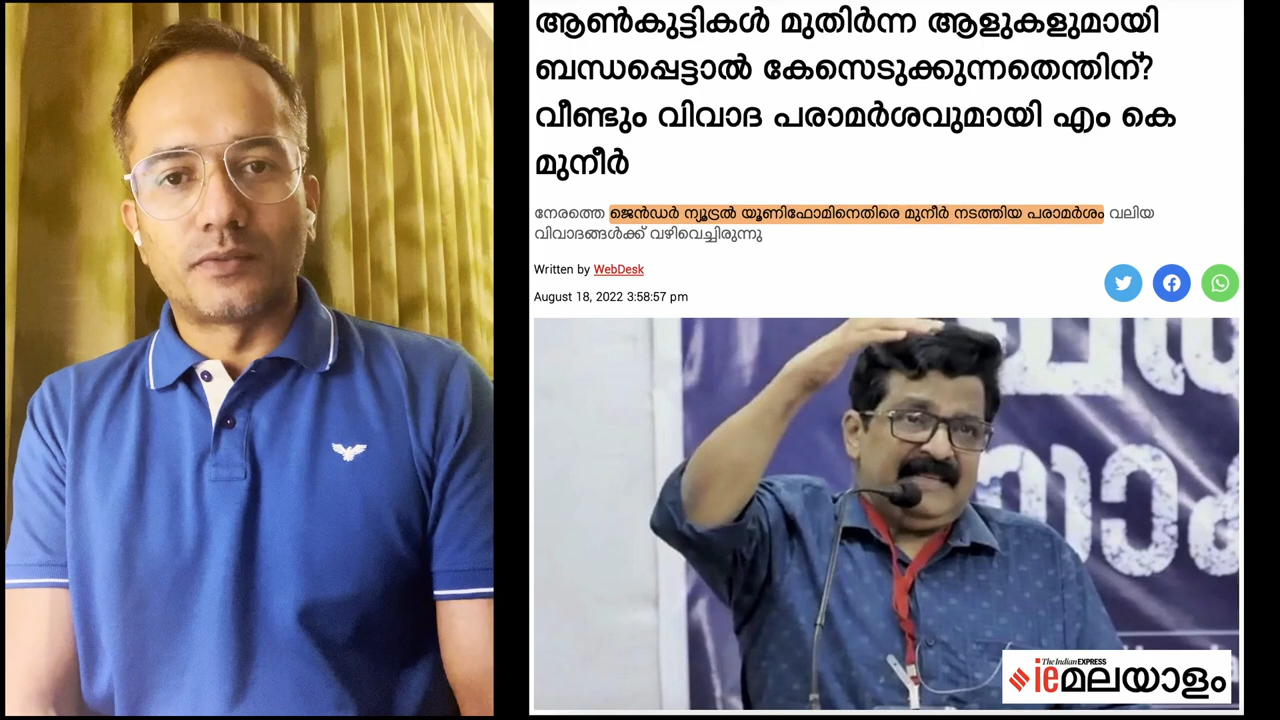 ആൺകുട്ടികൾ മുതിർന്ന ആളുകളുമായി
ബന്ധപ്പെട്ടാൽ കേസെടുക്കുന്നതെന്തിന്?
വീണ്ടും വിവാദ പരാമർശവുമായി എം കെ
മുനീർ
നേരത്തെ ജെൻഡർ ന്യൂട്രൽ യൂണിഫോമിനെതിരെ മുനീർ നടത്തിയ പരാമർശം വലിയ
വിവാദങ്ങൾക്ക് വഴിവെച്ചിരുന്നു
Written by WebDesk
August 18, 2022 3:58:57 pm
The Indian EXPRESS
ie മലയാളം